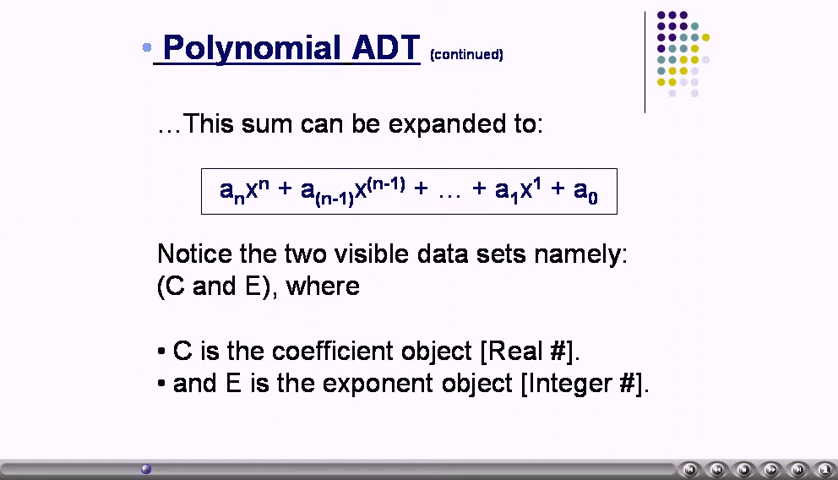 • Polynomial ADT (continued)
…This sum can be expanded to:
aₙxⁿ + a₍ₙ₋₁₎x⁽ⁿ⁻¹⁾ + … + a₁x¹ + a₀
Notice the two visible data sets namely:
(C and E), where
• C is the coefficient object [Real #].
• and E is the exponent object [Integer #].